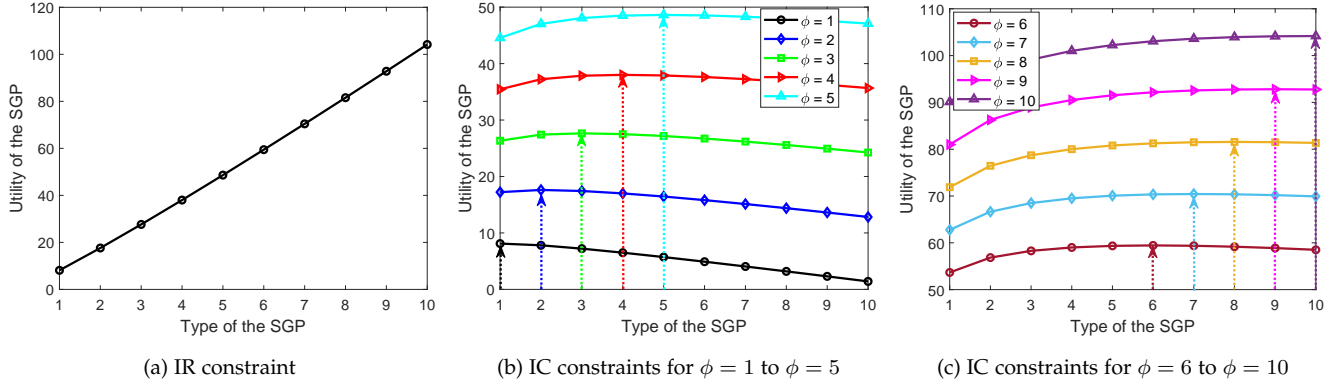 120
100
80
60
40
20
0
Utility of the SGP
1 2 3 4 5 6 7 8 9 10
Type of the SGP
(a) IR constraint
50
40
30
20
10
0
Utility of the SGP
ϕ = 1
ϕ = 2
ϕ = 3
ϕ = 4
ϕ = 5
1 2 3 4 5 6 7 8 9 10
Type of the SGP
(b) IC constraints for ϕ = 1 to ϕ = 5
110
100
90
80
70
60
50
Utility of the SGP
ϕ = 6
ϕ = 7
ϕ = 8
ϕ = 9
ϕ = 10
1 2 3 4 5 6 7 8 9 10
Type of the SGP
(c) IC constraints for ϕ = 6 to ϕ = 10